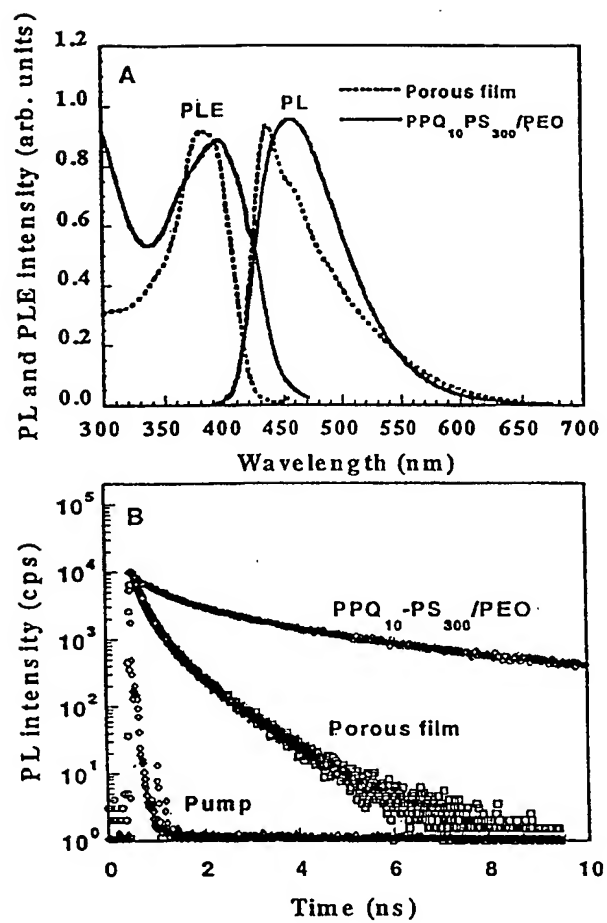 A
PLE
PL
Porous film
PPQ10PS300/PEO
PL and PLE intensity (arb. units)
1.2
1.0
0.8
0.6
0.4
0.2
0.0
300 350 400 450 500 550 600 650 700
Wavelength (nm)
B
PPQ10-PS300/PEO
Porous film
Pump
PL intensity (cps)
10^5
10^4
10^3
10^2
10^1
10^0
0 2 4 6 8 10
Time (ns)